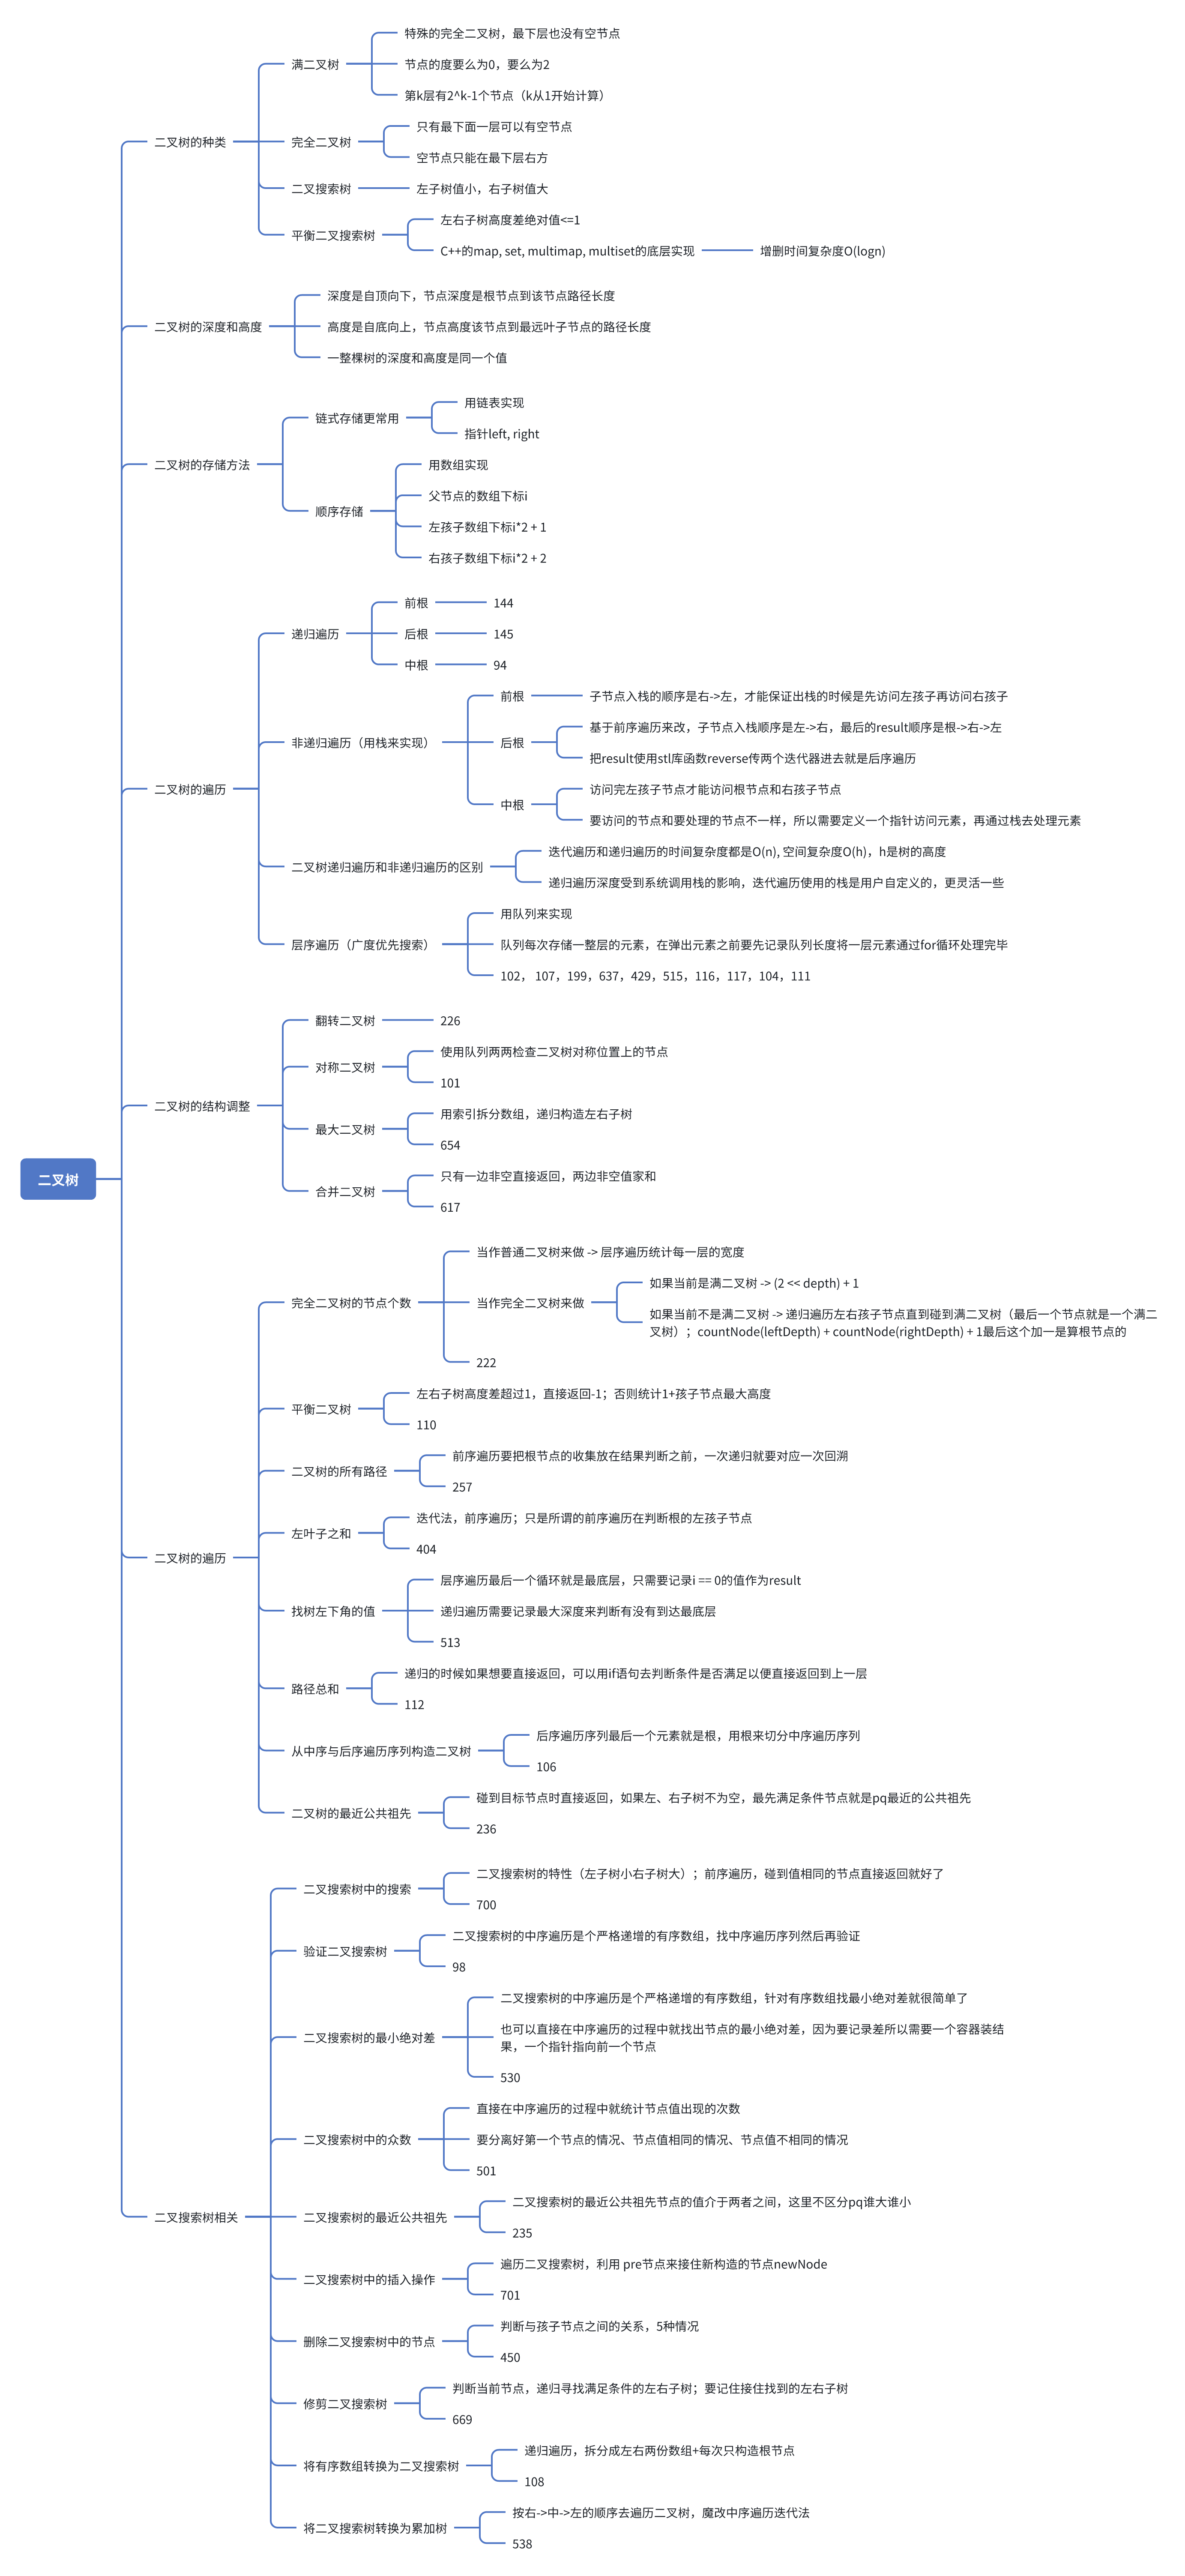 二叉树
二叉树的种类
满二叉树
特殊的完全二叉树，最下层也没有空节点
节点的度要么为0，要么为2
第k层有2^k-1个节点（k从1开始计算）
完全二叉树
只有最下面一层可以有空节点
空节点只能在最下层右方
二叉搜索树
左子树值小，右子树值大
平衡二叉搜索树
左右子树高度差绝对值<=1
C++的map, set, multimap, multiset的底层实现
增删时间复杂度O(logn)
二叉树的深度和高度
深度是自顶向下，节点深度是根节点到该节点路径长度
高度是自底向上，节点高度该节点到最远叶子节点的路径长度
一整棵树的深度和高度是同一个值
二叉树的存储方法
链式存储更常用
用链表实现
指针left, right
顺序存储
用数组实现
父节点的数组下标i
左孩子数组下标i*2 + 1
右孩子数组下标i*2 + 2
二叉树的遍历
递归遍历
前根
144
后根
145
中根
94
非递归遍历（用栈来实现）
前根
子节点入栈的顺序是右->左，才能保证出栈的时候是先访问左孩子再访问右孩子
后根
基于前序遍历来改，子节点入栈顺序是左->右，最后的result顺序是根->右->左
把result使用stl库函数reverse传两个迭代器进去就是后序遍历
中根
访问完左孩子节点才能访问根节点和右孩子节点
要访问的节点和要处理的节点不一样，所以需要定义一个指针访问元素，再通过栈去处理元素
二叉树递归遍历和非递归遍历的区别
迭代遍历和递归遍历的时间复杂度都是O(n), 空间复杂度O(h)，h是树的高度
递归遍历深度受到系统调用栈的影响，迭代遍历使用的栈是用户自定义的，更灵活一些
层序遍历（广度优先搜索）
用队列来实现
队列每次存储一整层的元素，在弹出元素之前要先记录队列长度将一层元素通过for循环处理完毕
102， 107，199，637，429，515，116，117，104，111
二叉树的结构调整
翻转二叉树
226
对称二叉树
使用队列两两检查二叉树对称位置上的节点
101
最大二叉树
用索引拆分数组，递归构造左右子树
654
合并二叉树
只有一边非空直接返回，两边非空值家和
617
二叉树的遍历
完全二叉树的节点个数
当作普通二叉树来做 -> 层序遍历统计每一层的宽度
当作完全二叉树来做
如果当前是满二叉树 -> (2 << depth) + 1
如果当前不是满二叉树 -> 递归遍历左右孩子节点直到碰到满二叉树（最后一个节点就是一个满二
叉树）；countNode(leftDepth) + countNode(rightDepth) + 1最后这个加一是算根节点的
222
平衡二叉树
左右子树高度差超过1，直接返回-1；否则统计1+孩子节点最大高度
110
二叉树的所有路径
前序遍历要把根节点的收集放在结果判断之前，一次递归就要对应一次回溯
257
左叶子之和
迭代法，前序遍历；只是所谓的前序遍历在判断根的左孩子节点
404
找树左下角的值
层序遍历最后一个循环就是最底层，只需要记录i == 0的值作为result
递归遍历需要记录最大深度来判断有没有到达最底层
513
路径总和
递归的时候如果想要直接返回，可以用if语句去判断条件是否满足以便直接返回到上一层
112
从中序与后序遍历序列构造二叉树
后序遍历序列最后一个元素就是根，用根来切分中序遍历序列
106
二叉树的最近公共祖先
碰到目标节点时直接返回，如果左、右子树不为空，最先满足条件节点就是pq最近的公共祖先
236
二叉搜索树相关
二叉搜索树中的搜索
二叉搜索树的特性（左子树小右子树大）；前序遍历，碰到值相同的节点直接返回就好了
700
验证二叉搜索树
二叉搜索树的中序遍历是个严格递增的有序数组，找中序遍历序列然后再验证
98
二叉搜索树的最小绝对差
二叉搜索树的中序遍历是个严格递增的有序数组，针对有序数组找最小绝对差就很简单了
也可以直接在中序遍历的过程中就找出节点的最小绝对差，因为要记录差所以需要一个容器装结
果，一个指针指向前一个节点
530
二叉搜索树中的众数
直接在中序遍历的过程中就统计节点值出现的次数
要分离好第一个节点的情况、节点值相同的情况、节点值不相同的情况
501
二叉搜索树的最近公共祖先
二叉搜索树的最近公共祖先节点的值介于两者之间，这里不区分pq谁大谁小
235
二叉搜索树中的插入操作
遍历二叉搜索树，利用 pre节点来接住新构造的节点newNode
701
删除二叉搜索树中的节点
判断与孩子节点之间的关系，5种情况
450
修剪二叉搜索树
判断当前节点，递归寻找满足条件的左右子树；要记住接住找到的左右子树
669
将有序数组转换为二叉搜索树
递归遍历，拆分成左右两份数组+每次只构造根节点
108
将二叉搜索树转换为累加树
按右->中->左的顺序去遍历二叉树，魔改中序遍历迭代法
538